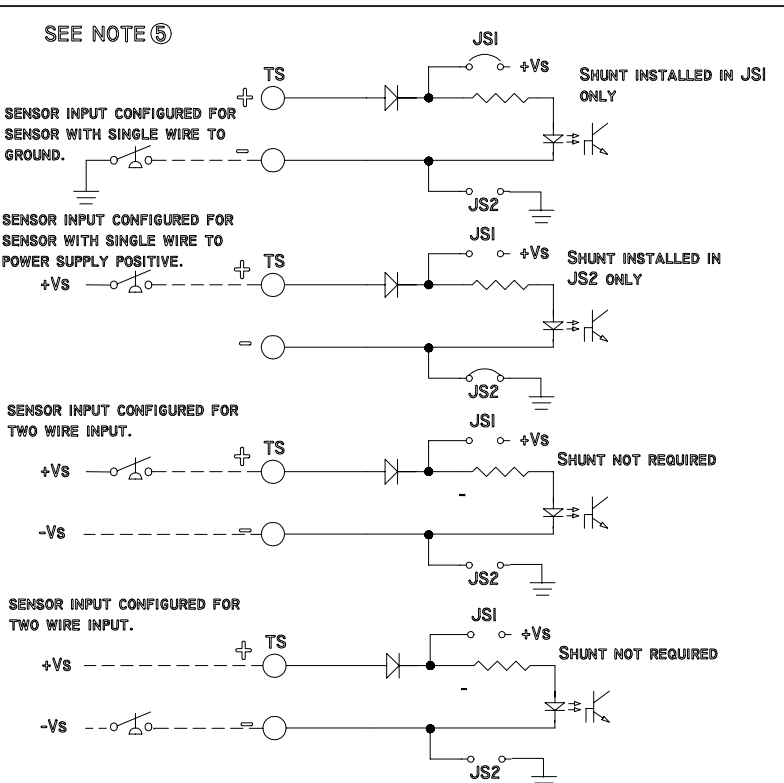 SEE NOTE ⑤
JS1
+Vs
TS
+
SHUNT INSTALLED IN JS1
ONLY
SENSOR INPUT CONFIGURED FOR
SENSOR WITH SINGLE WIRE TO
GROUND.
-
JS2
SENSOR INPUT CONFIGURED FOR
SENSOR WITH SINGLE WIRE TO
POWER SUPPLY POSITIVE.
JS1
+Vs
TS
+
+Vs
SHUNT INSTALLED IN
JS2 ONLY
-
JS2
SENSOR INPUT CONFIGURED FOR
TWO WIRE INPUT.
JS1
+Vs
TS
+
+Vs
SHUNT NOT REQUIRED
-
-Vs
-
JS2
SENSOR INPUT CONFIGURED FOR
TWO WIRE INPUT.
JS1
+Vs
TS
+
+Vs
SHUNT NOT REQUIRED
-
-Vs
-
JS2